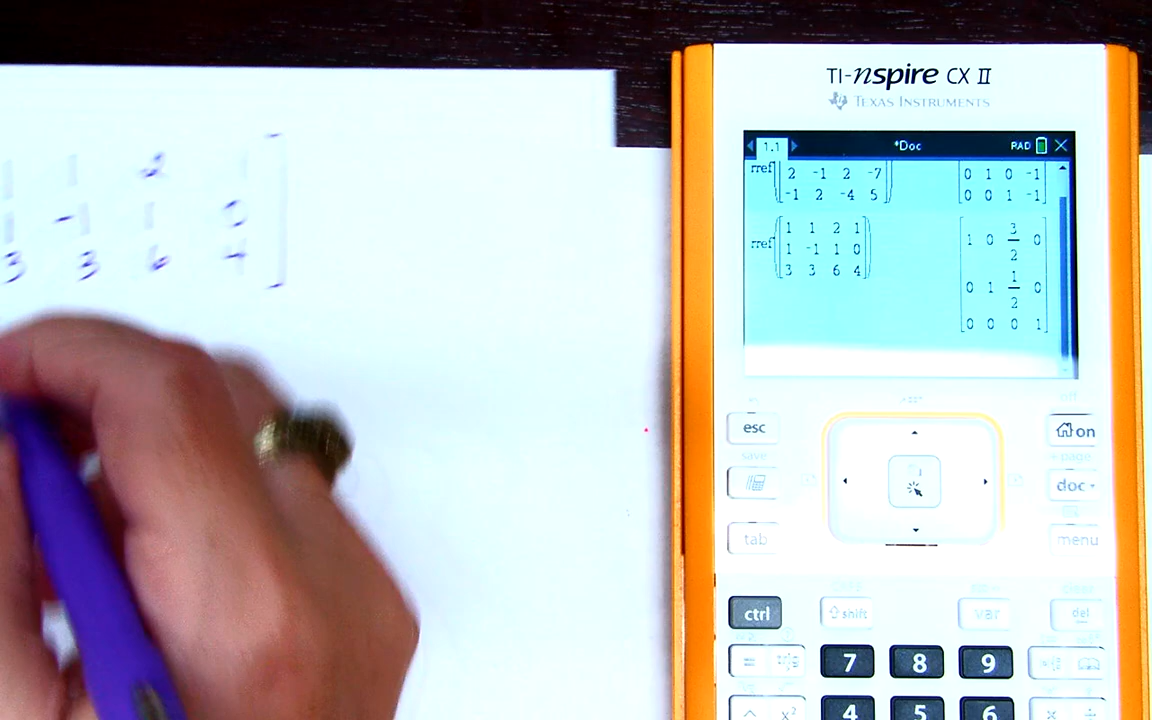 1 1 2 1
1 -1 1 0
3 3 6 4
TI-nspire CX II
TEXAS INSTRUMENTS
1.1 *Doc RAD
rref 2 -1 2 -7 0 1 0 -1
-1 2 -4 5 0 0 1 -1
rref 1 1 2 1
1 -1 1 0
3 3 6 4
1 0 3/2 0
0 1 1/2 0
0 0 0 1
esc
on
save
+page
doc
tab
menu
ctrl
shift
var
del
= 7 8 9
^ x² 4 5 6 × ÷